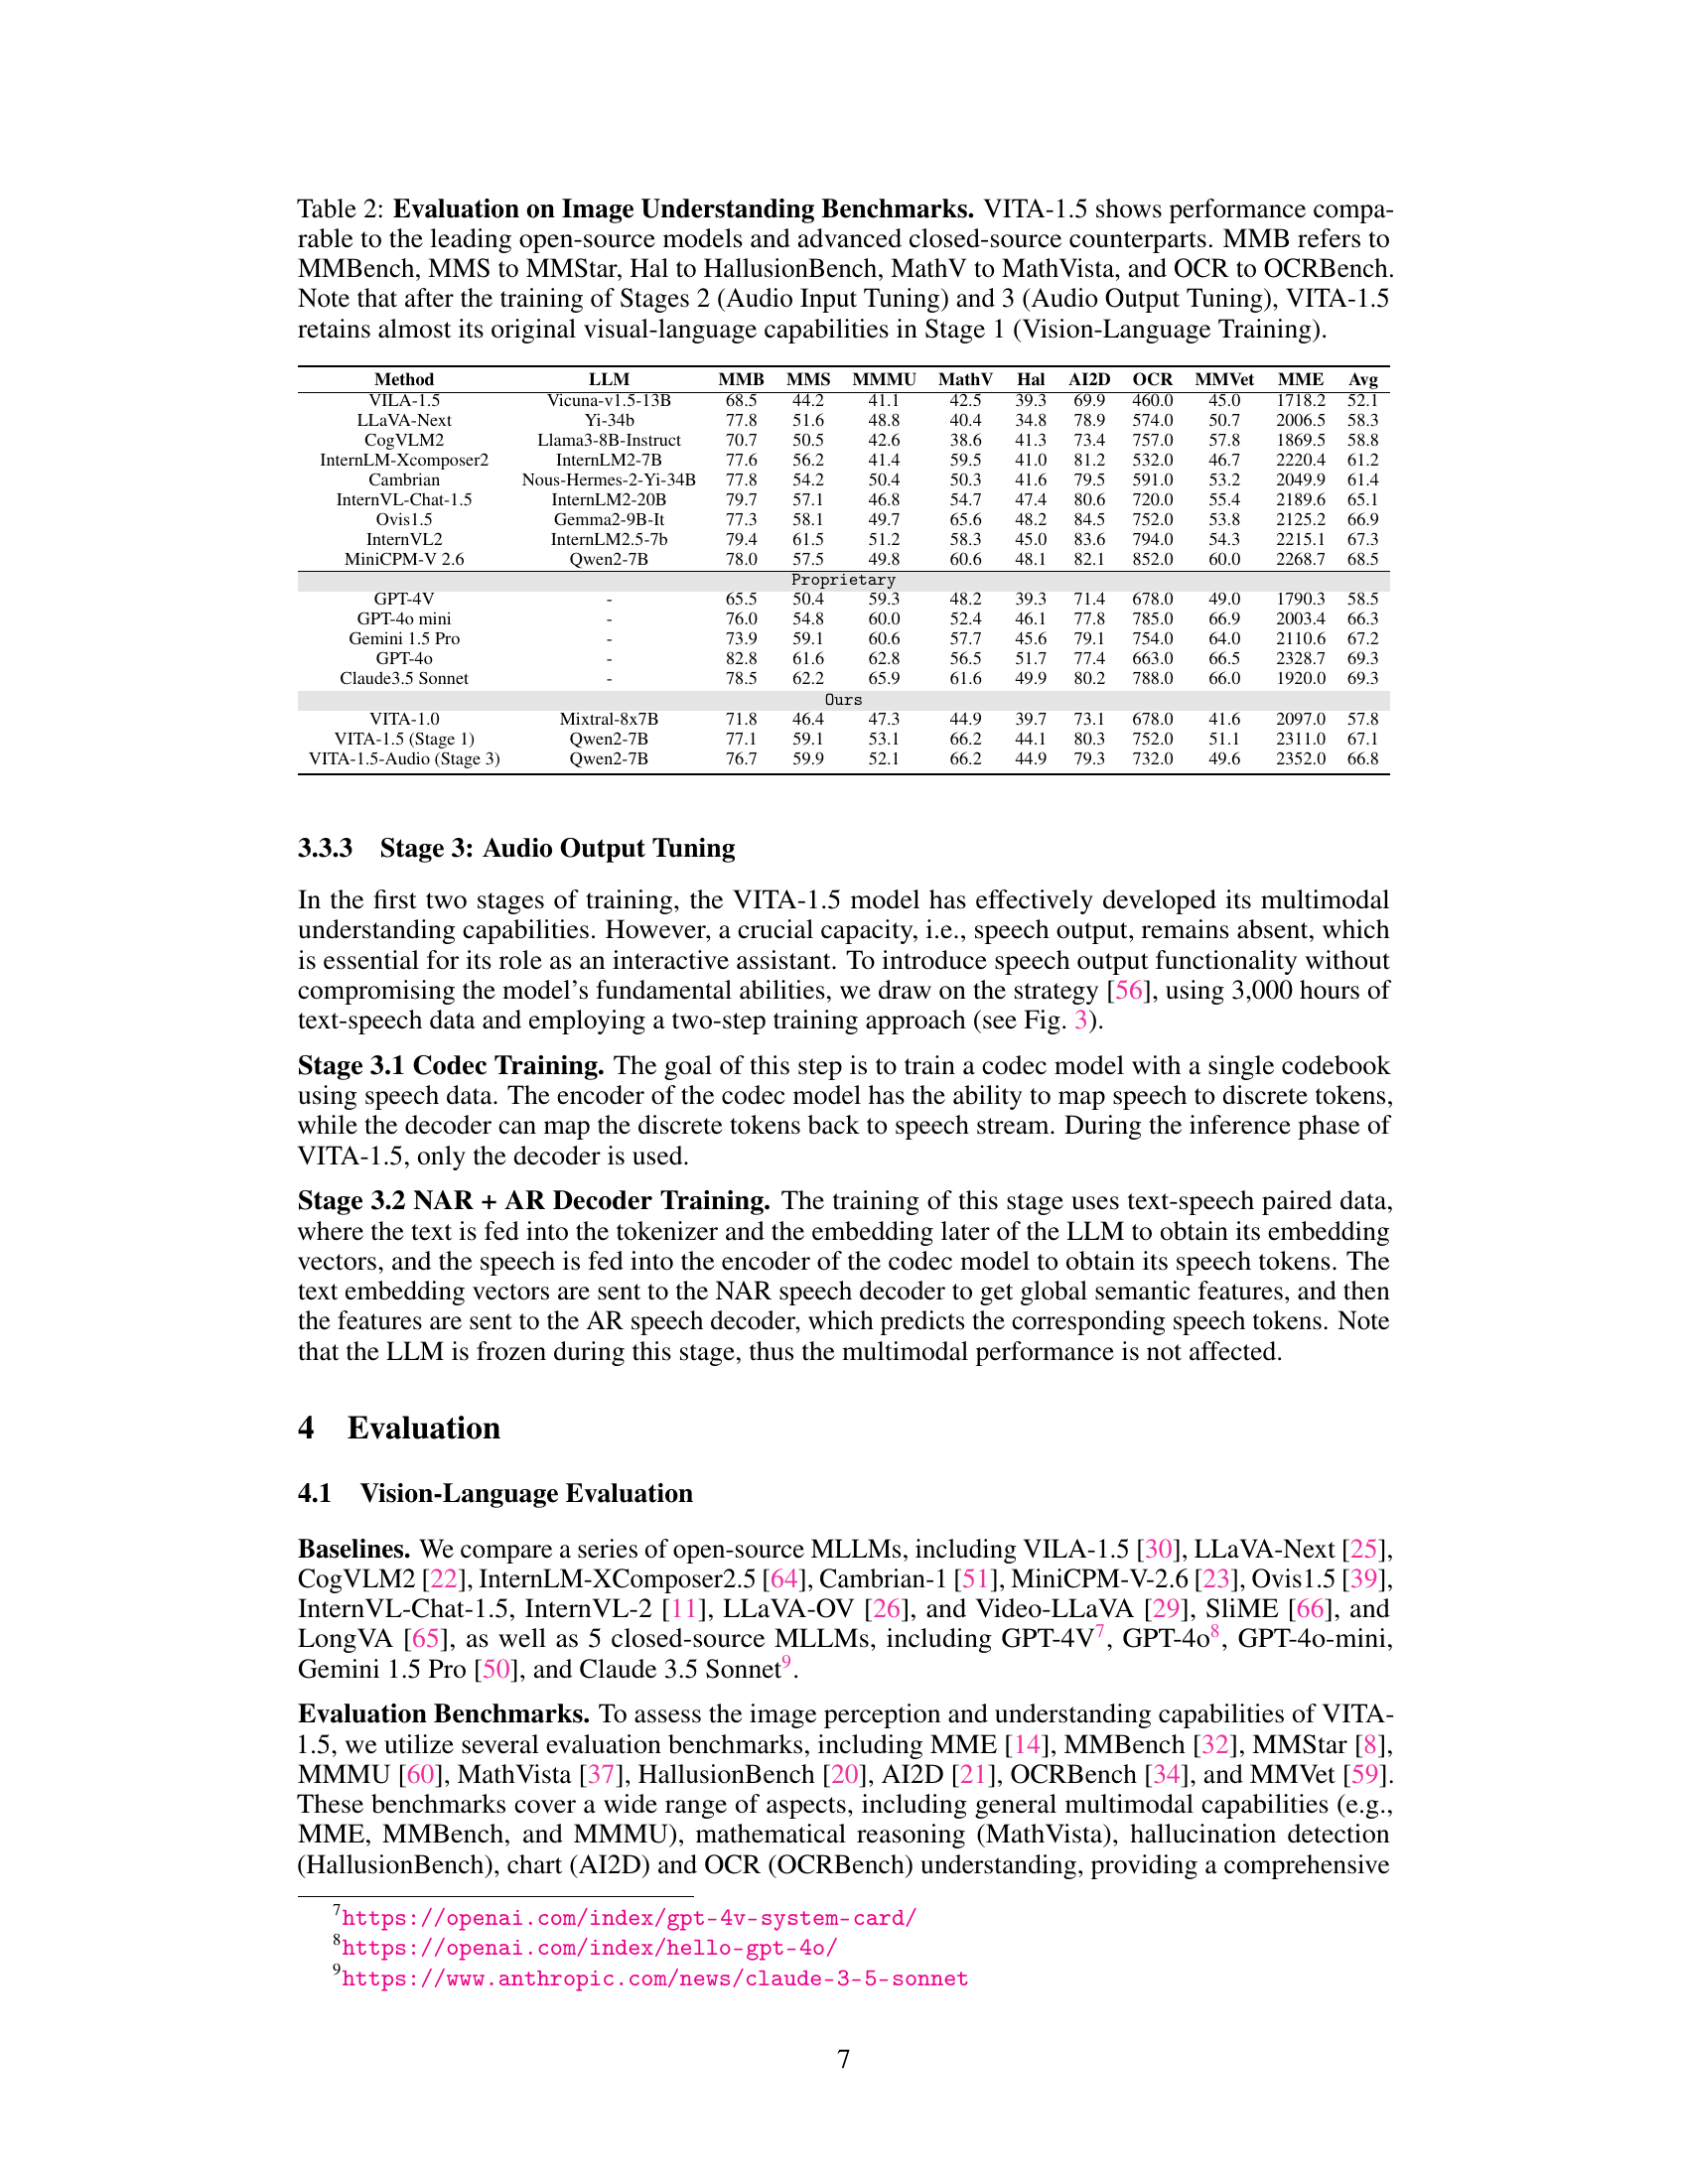 Table 2: Evaluation on Image Understanding Benchmarks. VITA-1.5 shows performance compa-
rable to the leading open-source models and advanced closed-source counterparts. MMB refers to
MMBench, MMS to MMStar, Hal to HallusionBench, MathV to MathVista, and OCR to OCRBench.
Note that after the training of Stages 2 (Audio Input Tuning) and 3 (Audio Output Tuning), VITA-1.5
retains almost its original visual-language capabilities in Stage 1 (Vision-Language Training).
Method LLM MMB MMS MMMU MathV Hal AI2D OCR MMVet MME Avg
VILA-1.5 Vicuna-v1.5-13B 68.5 44.2 41.1 42.5 39.3 69.9 460.0 45.0 1718.2 52.1
LLaVA-Next Yi-34b 77.8 51.6 48.8 40.4 34.8 78.9 574.0 50.7 2006.5 58.3
CogVLM2 Llama3-8B-Instruct 70.7 50.5 42.6 38.6 41.3 73.4 757.0 57.8 1869.5 58.8
InternLM-Xcomposer2 InternLM2-7B 77.6 56.2 41.4 59.5 41.0 81.2 532.0 46.7 2220.4 61.2
Cambrian Nous-Hermes-2-Yi-34B 77.8 54.2 50.4 50.3 41.6 79.5 591.0 53.2 2049.9 61.4
InternVL-Chat-1.5 InternLM2-20B 79.7 57.1 46.8 54.7 47.4 80.6 720.0 55.4 2189.6 65.1
Ovis1.5 Gemma2-9B-It 77.3 58.1 49.7 65.6 48.2 84.5 752.0 53.8 2125.2 66.9
InternVL2 InternLM2.5-7b 79.4 61.5 51.2 58.3 45.0 83.6 794.0 54.3 2215.1 67.3
MiniCPM-V 2.6 Qwen2-7B 78.0 57.5 49.8 60.6 48.1 82.1 852.0 60.0 2268.7 68.5
Proprietary
GPT-4V - 65.5 50.4 59.3 48.2 39.3 71.4 678.0 49.0 1790.3 58.5
GPT-4o mini - 76.0 54.8 60.0 52.4 46.1 77.8 785.0 66.9 2003.4 66.3
Gemini 1.5 Pro - 73.9 59.1 60.6 57.7 45.6 79.1 754.0 64.0 2110.6 67.2
GPT-4o - 82.8 61.6 62.8 56.5 51.7 77.4 663.0 66.5 2328.7 69.3
Claude3.5 Sonnet - 78.5 62.2 65.9 61.6 49.9 80.2 788.0 66.0 1920.0 69.3
Ours
VITA-1.0 Mixtral-8x7B 71.8 46.4 47.3 44.9 39.7 73.1 678.0 41.6 2097.0 57.8
VITA-1.5 (Stage 1) Qwen2-7B 77.1 59.1 53.1 66.2 44.1 80.3 752.0 51.1 2311.0 67.1
VITA-1.5-Audio (Stage 3) Qwen2-7B 76.7 59.9 52.1 66.2 44.9 79.3 732.0 49.6 2352.0 66.8
3.3.3 Stage 3: Audio Output Tuning
In the first two stages of training, the VITA-1.5 model has effectively developed its multimodal
understanding capabilities. However, a crucial capacity, i.e., speech output, remains absent, which
is essential for its role as an interactive assistant. To introduce speech output functionality without
compromising the model's fundamental abilities, we draw on the strategy [56], using 3,000 hours of
text-speech data and employing a two-step training approach (see Fig. 3).
Stage 3.1 Codec Training. The goal of this step is to train a codec model with a single codebook
using speech data. The encoder of the codec model has the ability to map speech to discrete tokens,
while the decoder can map the discrete tokens back to speech stream. During the inference phase of
VITA-1.5, only the decoder is used.
Stage 3.2 NAR + AR Decoder Training. The training of this stage uses text-speech paired data,
where the text is fed into the tokenizer and the embedding later of the LLM to obtain its embedding
vectors, and the speech is fed into the encoder of the codec model to obtain its speech tokens. The
text embedding vectors are sent to the NAR speech decoder to get global semantic features, and then
the features are sent to the AR speech decoder, which predicts the corresponding speech tokens. Note
that the LLM is frozen during this stage, thus the multimodal performance is not affected.
4 Evaluation
4.1 Vision-Language Evaluation
Baselines. We compare a series of open-source MLLMs, including VILA-1.5 [30], LLaVA-Next [25],
CogVLM2 [22], InternLM-XComposer2.5 [64], Cambrian-1 [51], MiniCPM-V-2.6 [23], Ovis1.5 [39],
InternVL-Chat-1.5, InternVL-2 [11], LLaVA-OV [26], and Video-LLaVA [29], SliME [66], and
LongVA [65], as well as 5 closed-source MLLMs, including GPT-4V7, GPT-4o8, GPT-4o-mini,
Gemini 1.5 Pro [50], and Claude 3.5 Sonnet9.
Evaluation Benchmarks. To assess the image perception and understanding capabilities of VITA-
1.5, we utilize several evaluation benchmarks, including MME [14], MMBench [32], MMStar [8],
MMMU [60], MathVista [37], HallusionBench [20], AI2D [21], OCRBench [34], and MMVet [59].
These benchmarks cover a wide range of aspects, including general multimodal capabilities (e.g.,
MME, MMBench, and MMMU), mathematical reasoning (MathVista), hallucination detection
(HallusionBench), chart (AI2D) and OCR (OCRBench) understanding, providing a comprehensive
7https://openai.com/index/gpt-4v-system-card/
8https://openai.com/index/hello-gpt-4o/
9https://www.anthropic.com/news/claude-3-5-sonnet
7